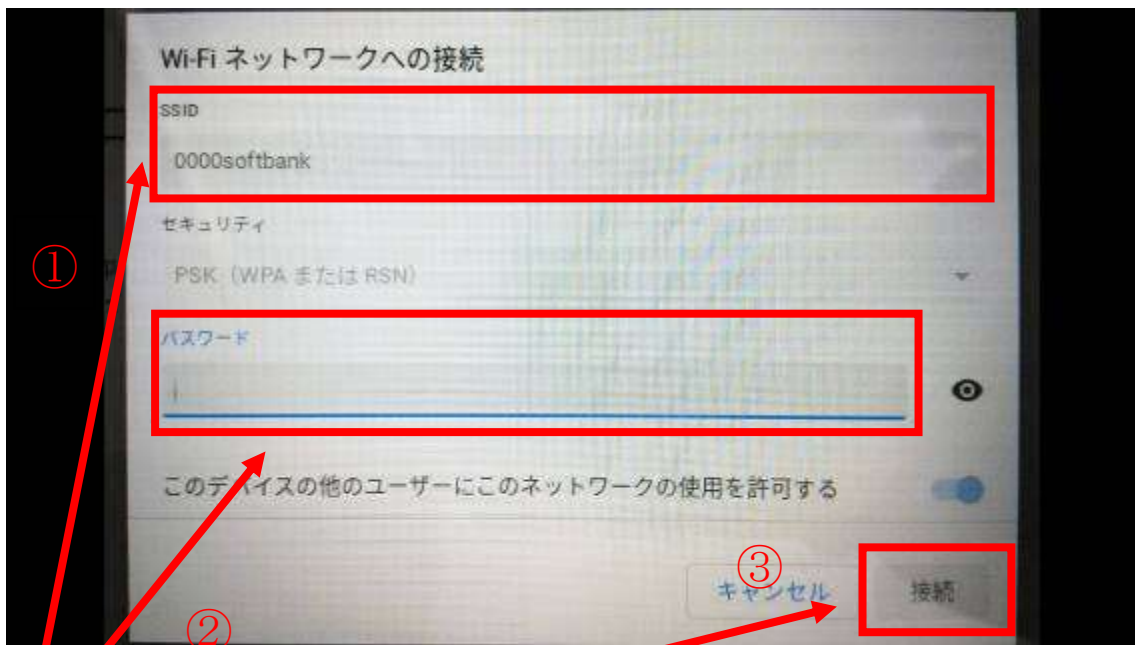 Wi-Fi ネットワークへの接続
SSID
0000softbank
セキュリティ
①
PSK（WPA または RSN）
パスワード
このデバイスの他のユーザーにこのネットワークの使用を許可する
③
キャンセル
接続
②